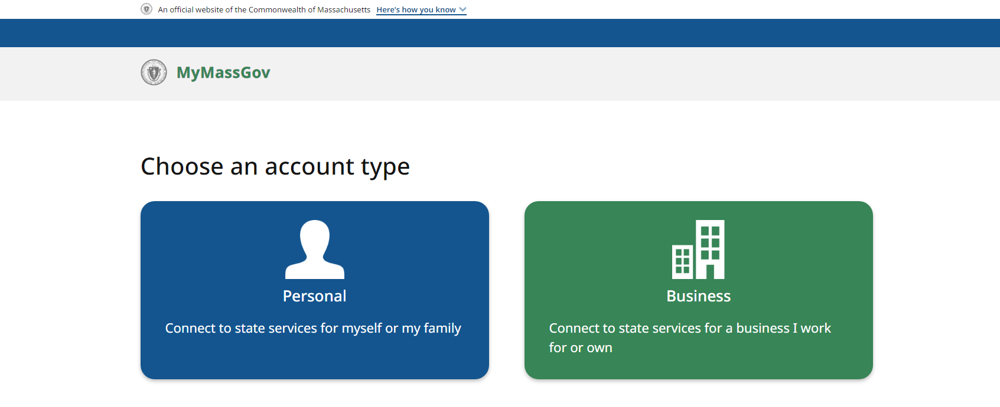 An official website of the Commonwealth of Massachusetts Here's how you know
MyMassGov
Choose an account type
Personal
Connect to state services for myself or my family
Business
Connect to state services for a business I work
for or own